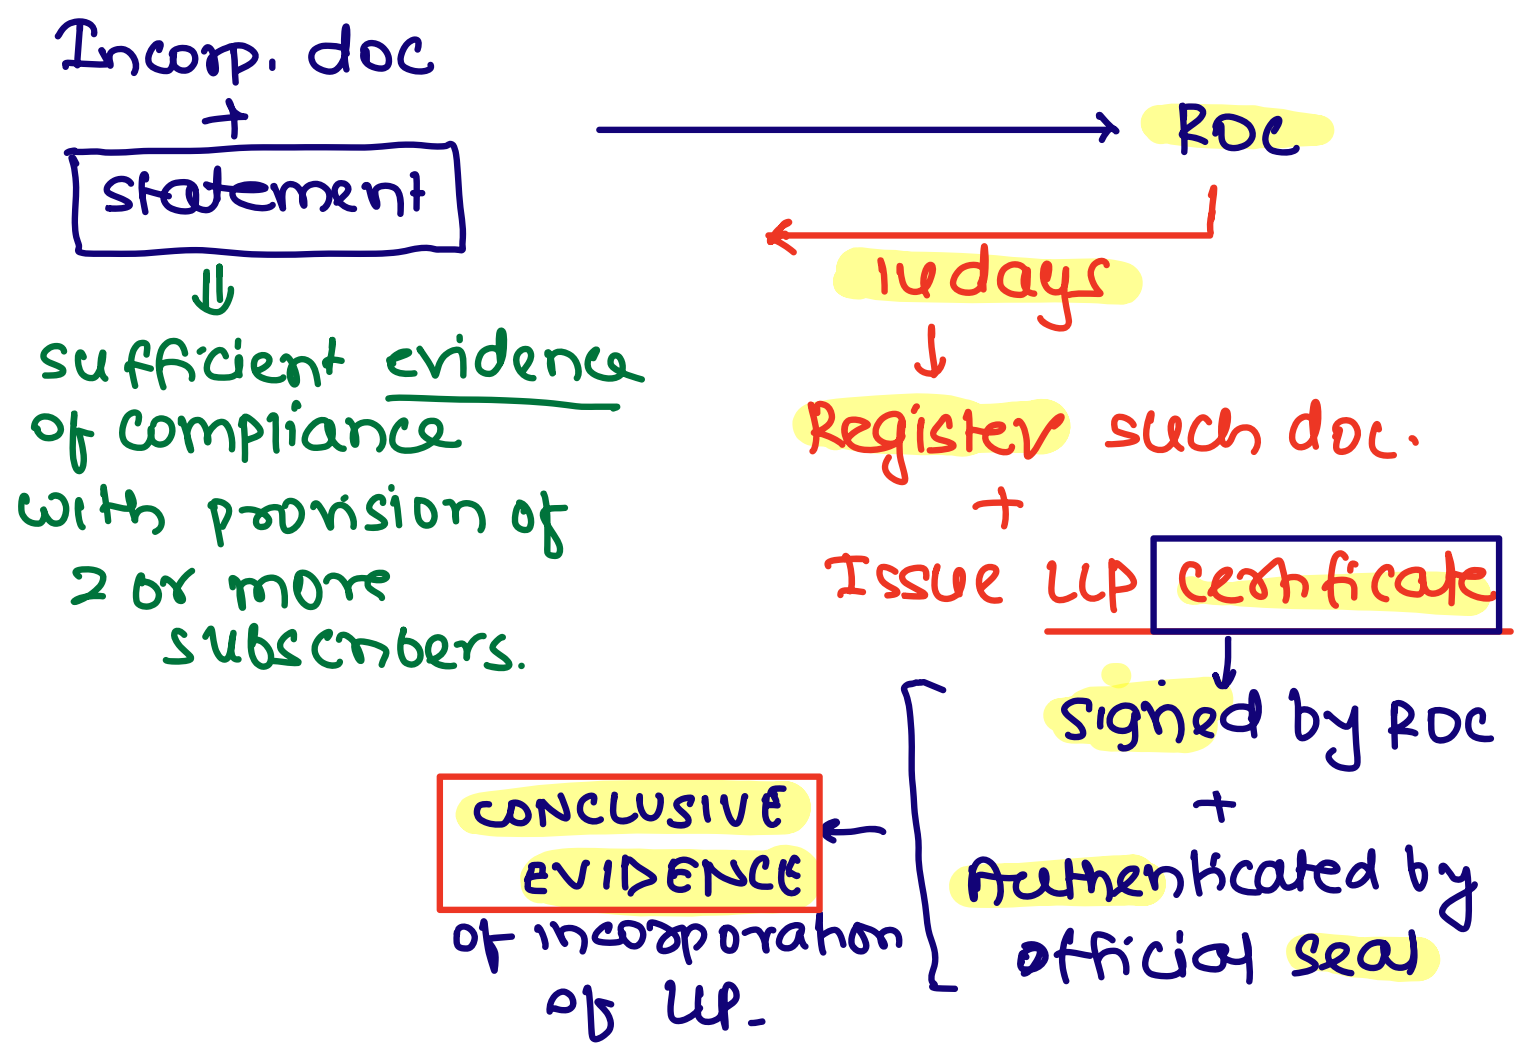 Incorp. doc
+
statement
sufficient evidence
of compliance
with provision of
2 or more
subscribers.
ROC
14 days
Register such doc.
+
Issue LLP certificate
signed by ROC
+
Authenticated by
official seal
CONCLUSIVE
EVIDENCE
of incorporation
of LLP.